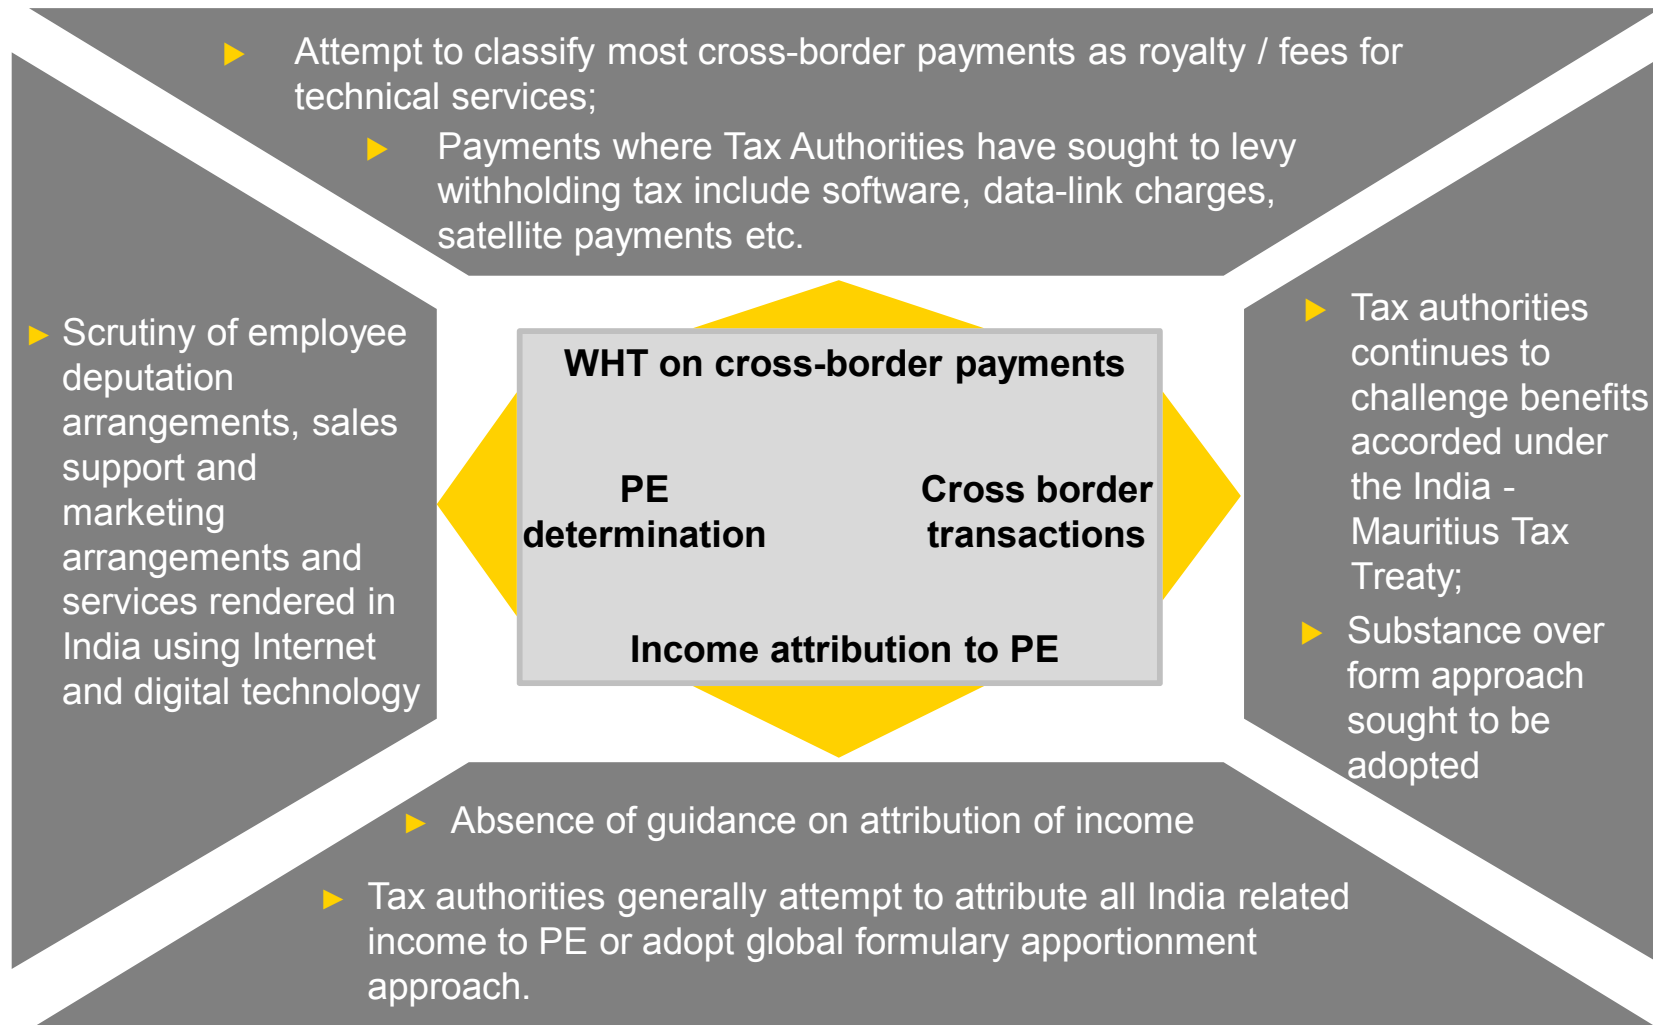 Attempt to classify most cross-border payments as royalty / fees for
technical services;
Payments where Tax Authorities have sought to levy
withholding tax include software, data-link charges,
satellite payments etc.
Scrutiny of employee
deputation
arrangements, sales
support and
marketing
arrangements and
services rendered in
India using Internet
and digital technology
WHT on cross-border payments
PE
determination
Cross border
transactions
Income attribution to PE
Tax authorities
continues to
challenge benefits
accorded under
the India -
Mauritius Tax
Treaty;
Substance over
form approach
sought to be
adopted
Absence of guidance on attribution of income
Tax authorities generally attempt to attribute all India related
income to PE or adopt global formulary apportionment
approach.